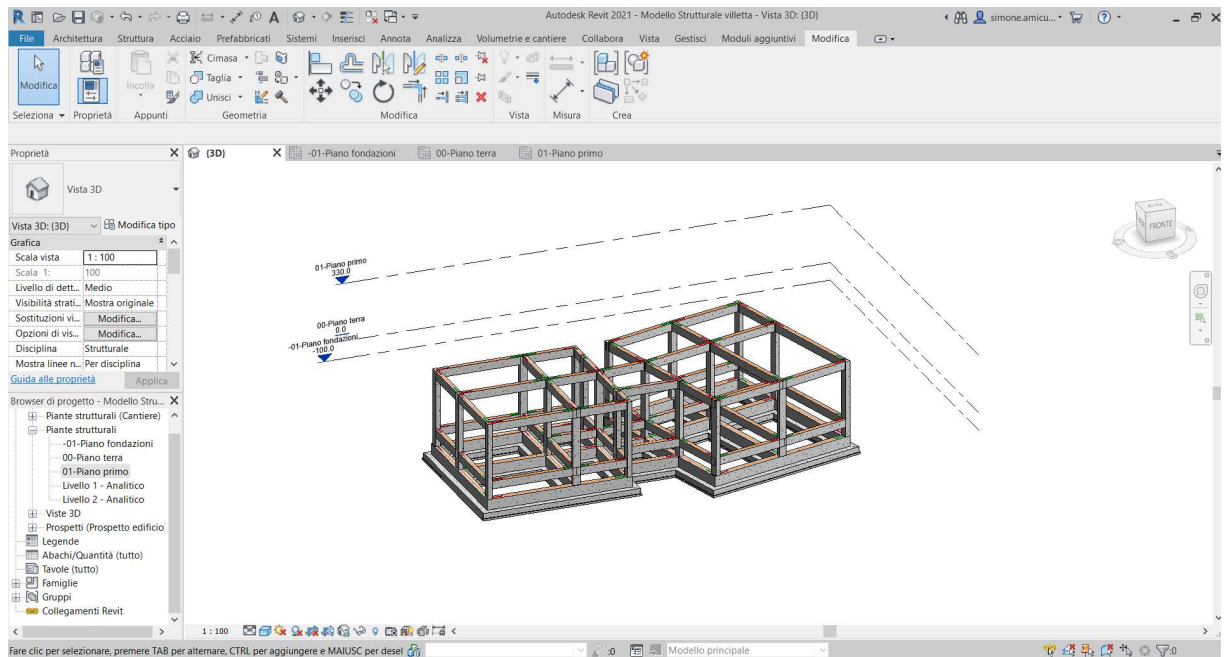 Autodesk Revit 2021 - Modello Strutturale villetta - Vista 3D: {3D}
simone.amicu...
File Architettura Struttura Acciaio Prefabbricati Sistemi Inserisci Annota Analizza Volumetrie e cantiere Collabora Vista Gestisci Moduli aggiuntivi Modifica
Modifica
Incolla
Cimasa
Taglia
Unisci
Seleziona Proprietà Appunti Geometria Modifica Vista Misura Crea
Proprietà
{3D} -01-Piano fondazioni 00-Piano terra 01-Piano primo
Vista 3D
Vista 3D: {3D} Modifica tipo
Grafica
Scala vista 1 : 100
Scala 1: 100
Livello di dett... Medio
Visibilità strati... Mostra originale
Sostituzioni vi... Modifica...
Opzioni di vis... Modifica...
Disciplina Strutturale
Mostra linee n... Per disciplina
Guida alle proprietà Applica
Browser di progetto - Modello Stru...
Piante strutturali (Cantiere)
Piante strutturali
-01-Piano fondazioni
00-Piano terra
01-Piano primo
Livello 1 - Analitico
Livello 2 - Analitico
Viste 3D
Prospetti (Prospetto edificio
Legende
Abachi/Quantità (tutto)
Tavole (tutto)
Famiglie
Gruppi
Collegamenti Revit
01-Piano primo
330.0
00-Piano terra
0.0
-01-Piano fondazioni
-100.0
FRONTE
1 : 100
Fare clic per selezionare, premere TAB per alternare, CTRL per aggiungere e MAIUSC per desel
:0
Modello principale
:0